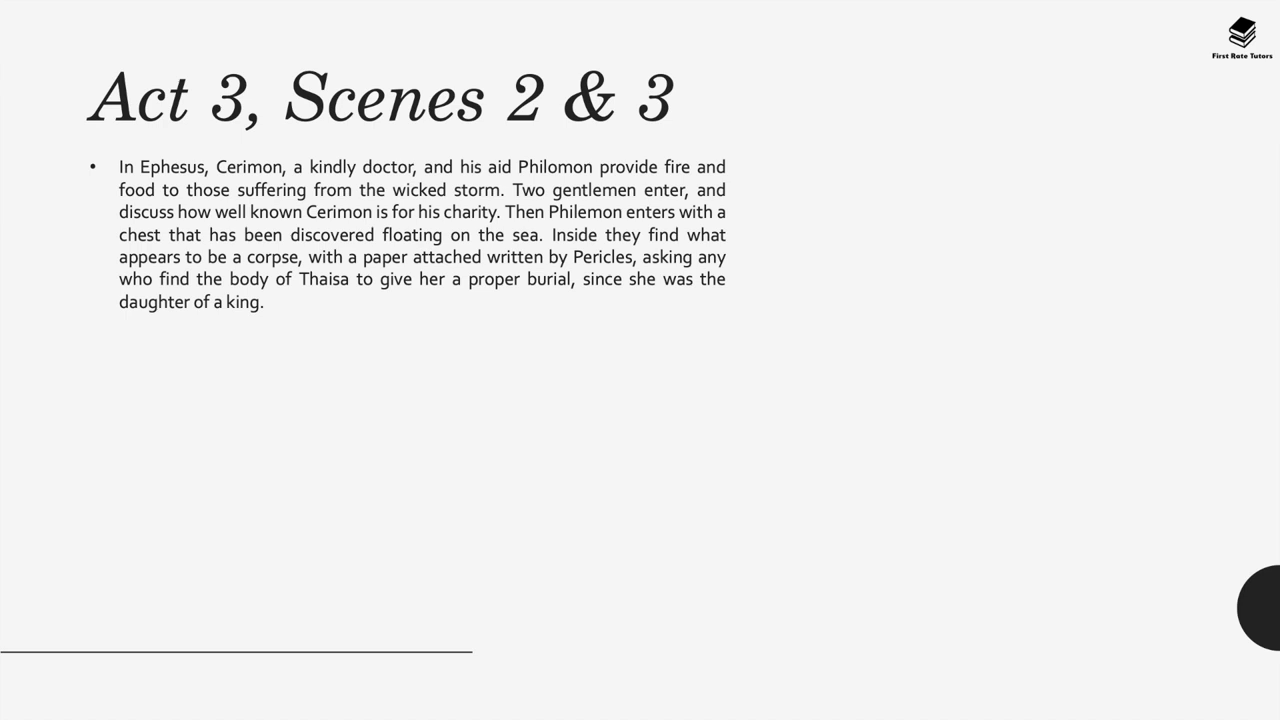 First Rate Tutors
Act 3, Scenes 2 & 3
• In Ephesus, Cerimon, a kindly doctor, and his aid Philomon provide fire and
food to those suffering from the wicked storm. Two gentlemen enter, and
discuss how well known Cerimon is for his charity. Then Philemon enters with a
chest that has been discovered floating on the sea. Inside they find what
appears to be a corpse, with a paper attached written by Pericles, asking any
who find the body of Thaisa to give her a proper burial, since she was the
daughter of a king.